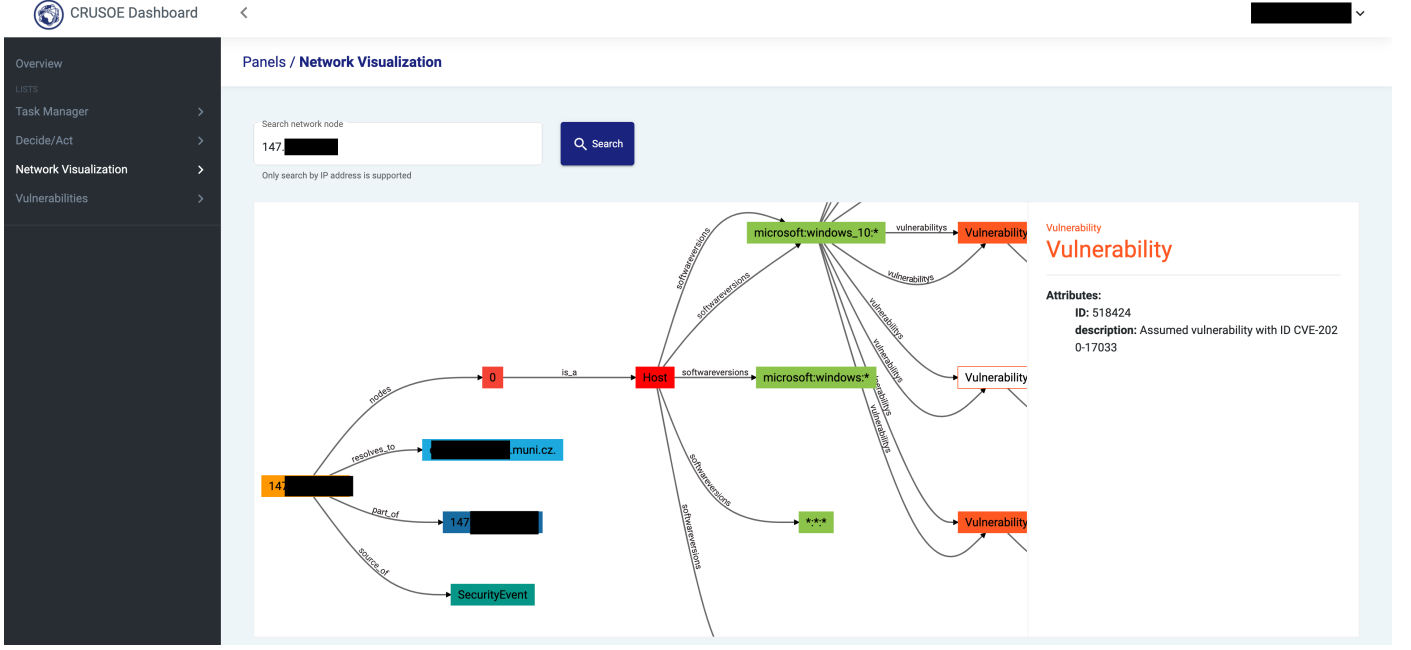 CRUSOE Dashboard
Overview
LISTS
Task Manager
Decide/Act
Network Visualization
Vulnerabilities
Panels / Network Visualization
Search network node
147.
Search
Only search by IP address is supported
microsoft:windows_10:*
vulnerabilitys
Vulnerability
softwareversions
softwareversions
vulnerabilitys
vulnerabilitys
vulnerabilitys
0
is_a
Host
softwareversions
microsoft:windows:*
Vulnerability
nodes
vulnerabilitys
resolves_to
.muni.cz.
softwareversions
147
part_of
147
softwareversions
*:*:*
Vulnerability
source_of
SecurityEvent
Vulnerability
Vulnerability
Attributes:
ID: 518424
description: Assumed vulnerability with ID CVE-202
0-17033